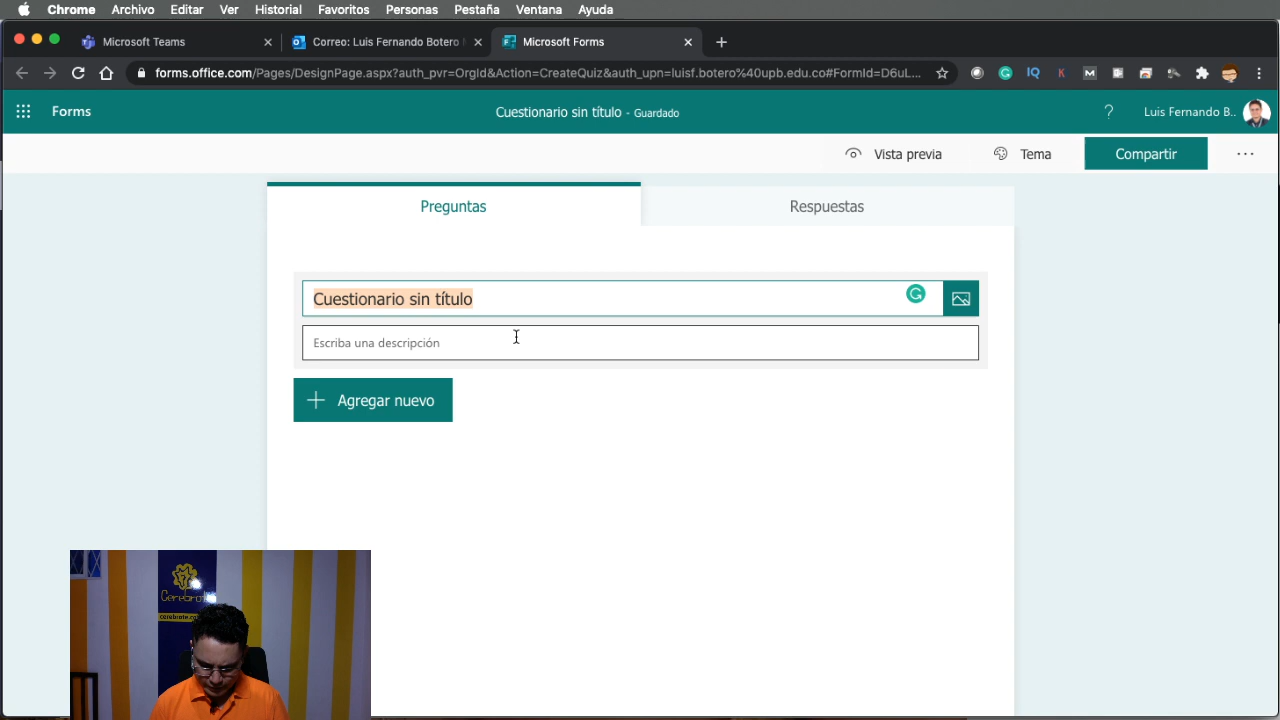 Chrome Archivo Editar Ver Historial Favoritos Personas Pestaña Ventana Ayuda
Microsoft Teams
Correo: Luis Fernando Botero
Microsoft Forms
forms.office.com/Pages/DesignPage.aspx?auth_pvr=OrgId&Action=CreateQuiz&auth_upn=luisf.botero%40upb.edu.co#FormId=D6uL...
Forms
Cuestionario sin título - Guardado
? Luis Fernando B..
Vista previa
Tema
Compartir
Preguntas
Respuestas
Cuestionario sin título
Escriba una descripción
Agregar nuevo
Cerebrote